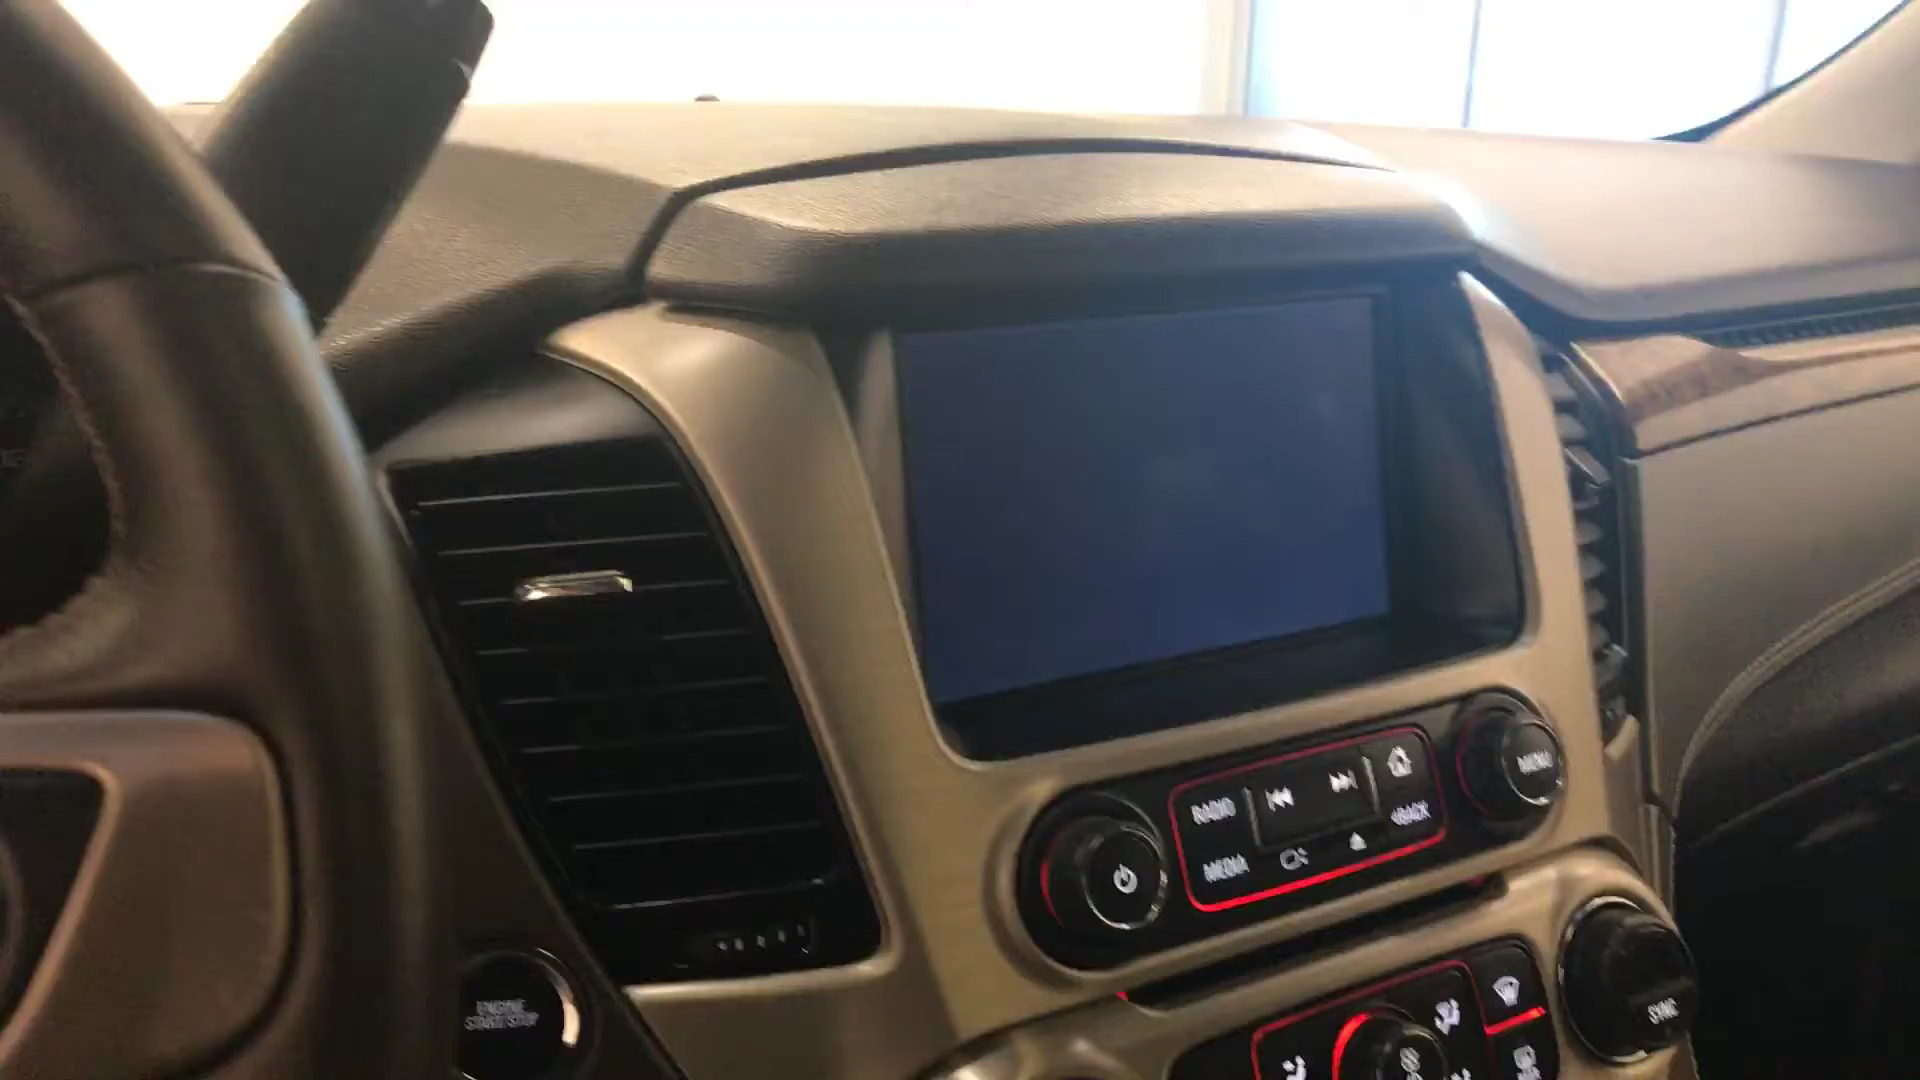 RADIO
MEDIA
<BACK
MENU
ENGINE
START/STOP
SYNC